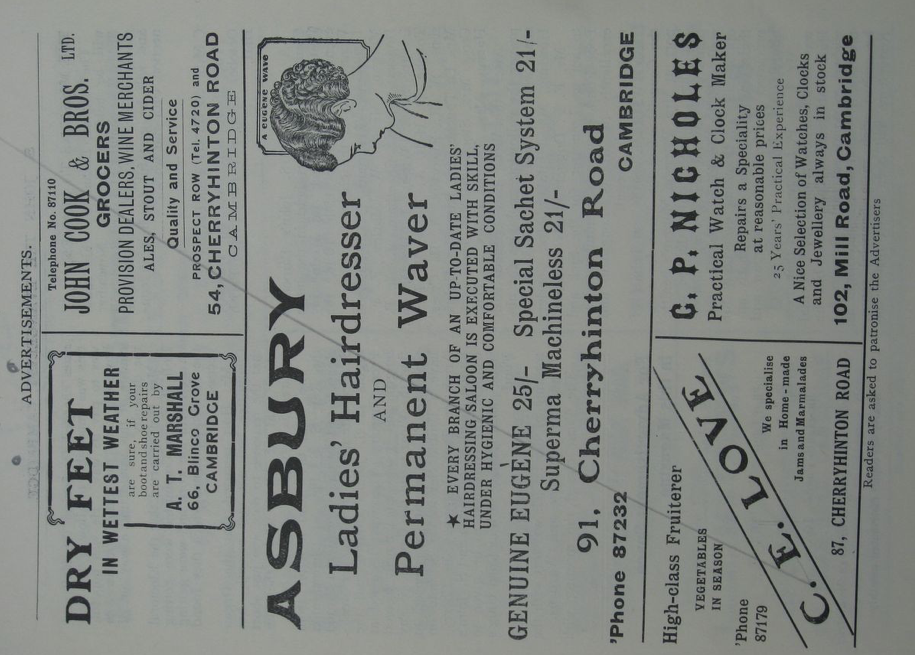 ADVERTISEMENTS.
DRY FEET
IN WETTEST WEATHER
are sure, if your
boot and shoe repairs
are carried out by
A. T. MARSHALL
66, Blinco Grove
CAMBRIDGE
Telephone No. 87110
JOHN COOK & BROS. LTD.
GROCERS
PROVISION DEALERS, WINE MERCHANTS
ALES, STOUT AND CIDER
Quality and Service
PROSPECT ROW (Tel. 4720) and
54, CHERRYHINTON ROAD
CAMBRIDGE
ASBURY
Ladies' Hairdresser
AND
Permanent Waver
A EUGENE WAVE
★ EVERY BRANCH OF AN UP-TO-DATE LADIES'
HAIRDRESSING SALOON IS EXECUTED WITH SKILL,
UNDER HYGIENIC AND COMFORTABLE CONDITIONS
GENUINE EUGÈNE 25/- Special Sachet System 21/-
Superma Machineless 21/-
91, Cherryhinton Road
'Phone 87232 CAMBRIDGE
High-class Fruiterer
VEGETABLES
IN SEASON
'Phone
87179
C. E. LOVE
We specialise
in Home-made
Jams and Marmalades
87, CHERRYHINTON ROAD
G. P. NICHOLES
Practical Watch & Clock Maker
Repairs a Speciality
at reasonable prices
25 Years' Practical Experience
A Nice Selection of Watches, Clocks
and Jewellery always in stock
102, Mill Road, Cambridge
Readers are asked to patronise the Advertisers